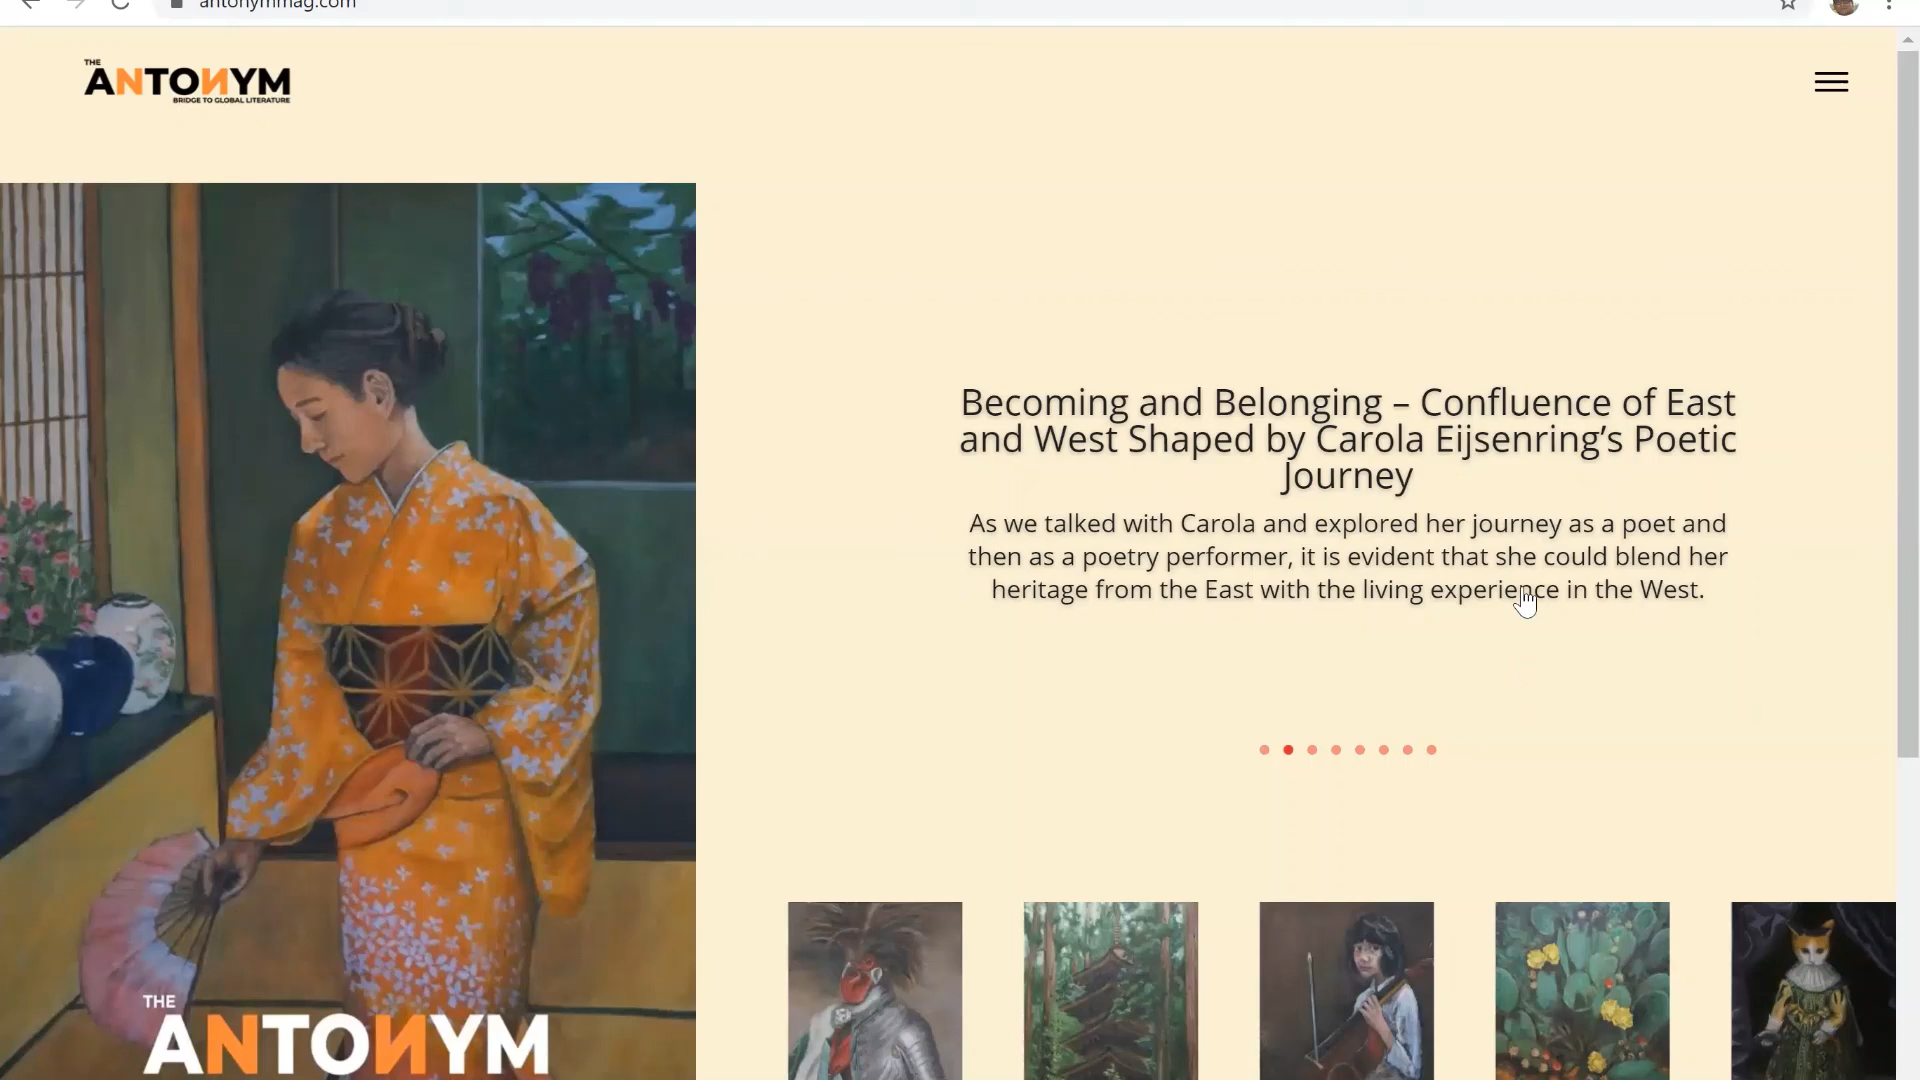 antonymmag.com
THE
ANTONYM
BRIDGE TO GLOBAL LITERATURE
Becoming and Belonging – Confluence of East
and West Shaped by Carola Eijsenring’s Poetic
Journey
As we talked with Carola and explored her journey as a poet and
then as a poetry performer, it is evident that she could blend her
heritage from the East with the living experience in the West.
THE
ANTONYM